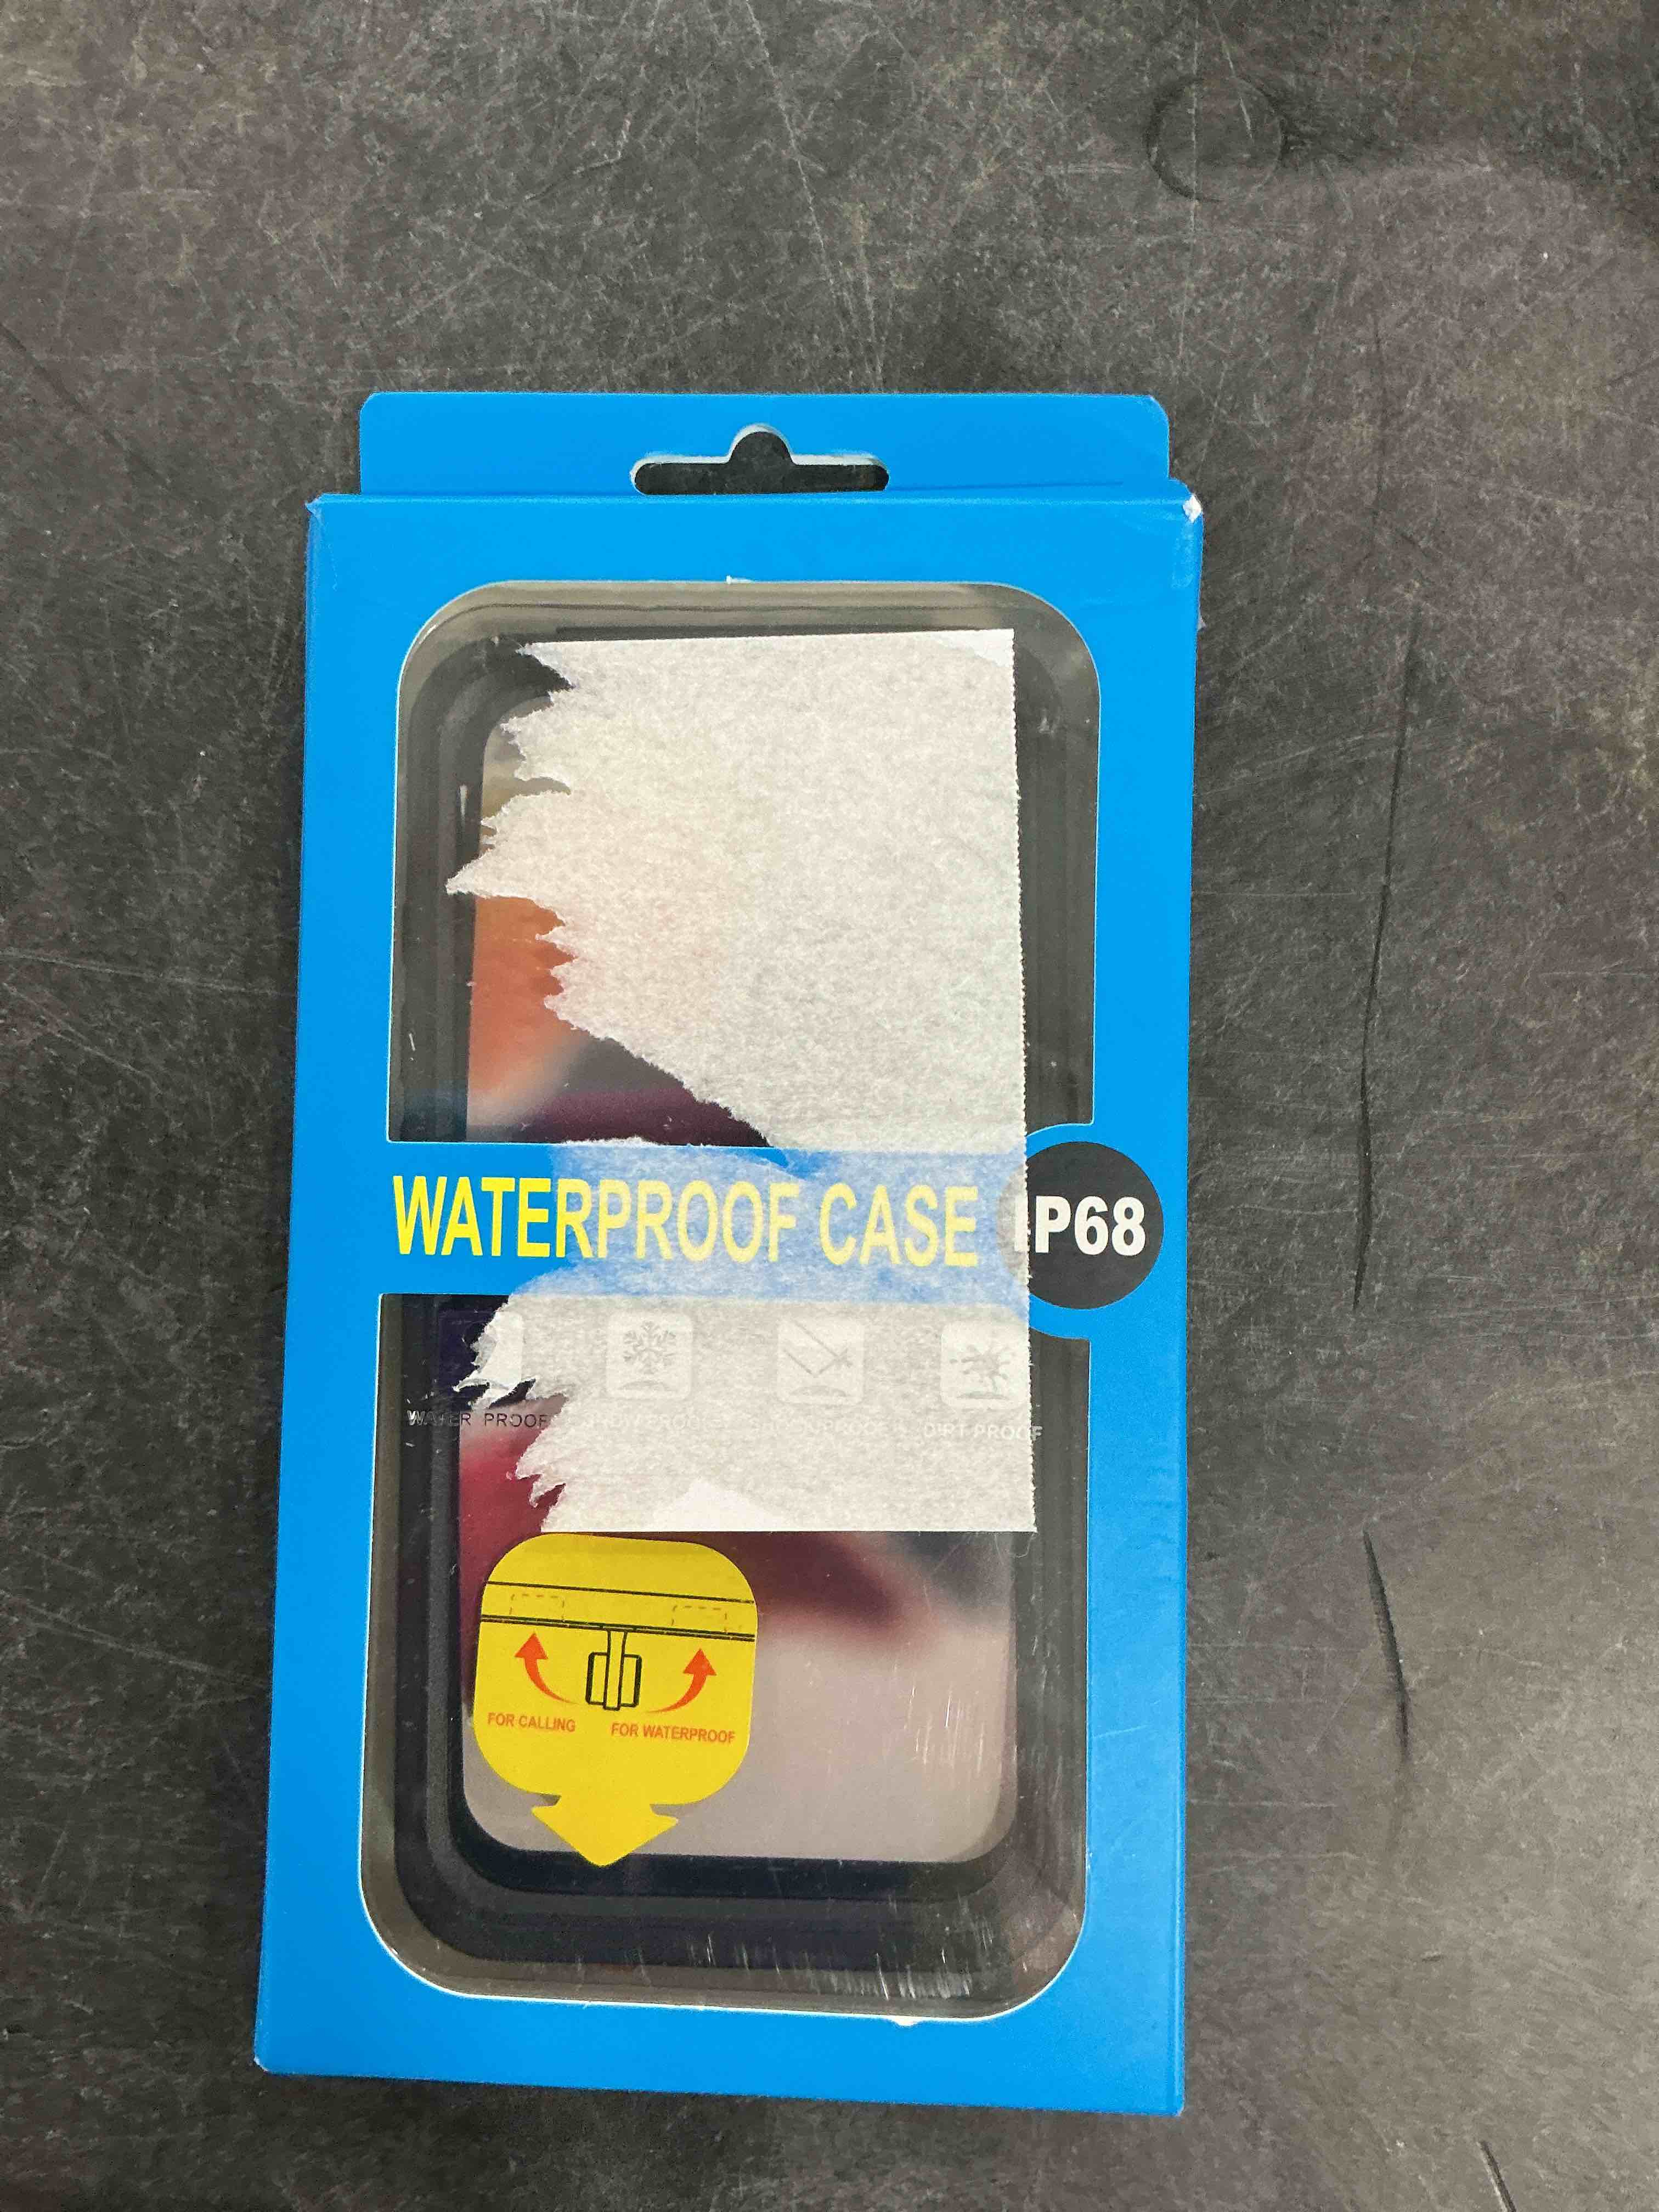 WATERPROOF CASE
IP68
WATER PROOF
DIRT PROOF
FOR CALLING
FOR WATERPROOF